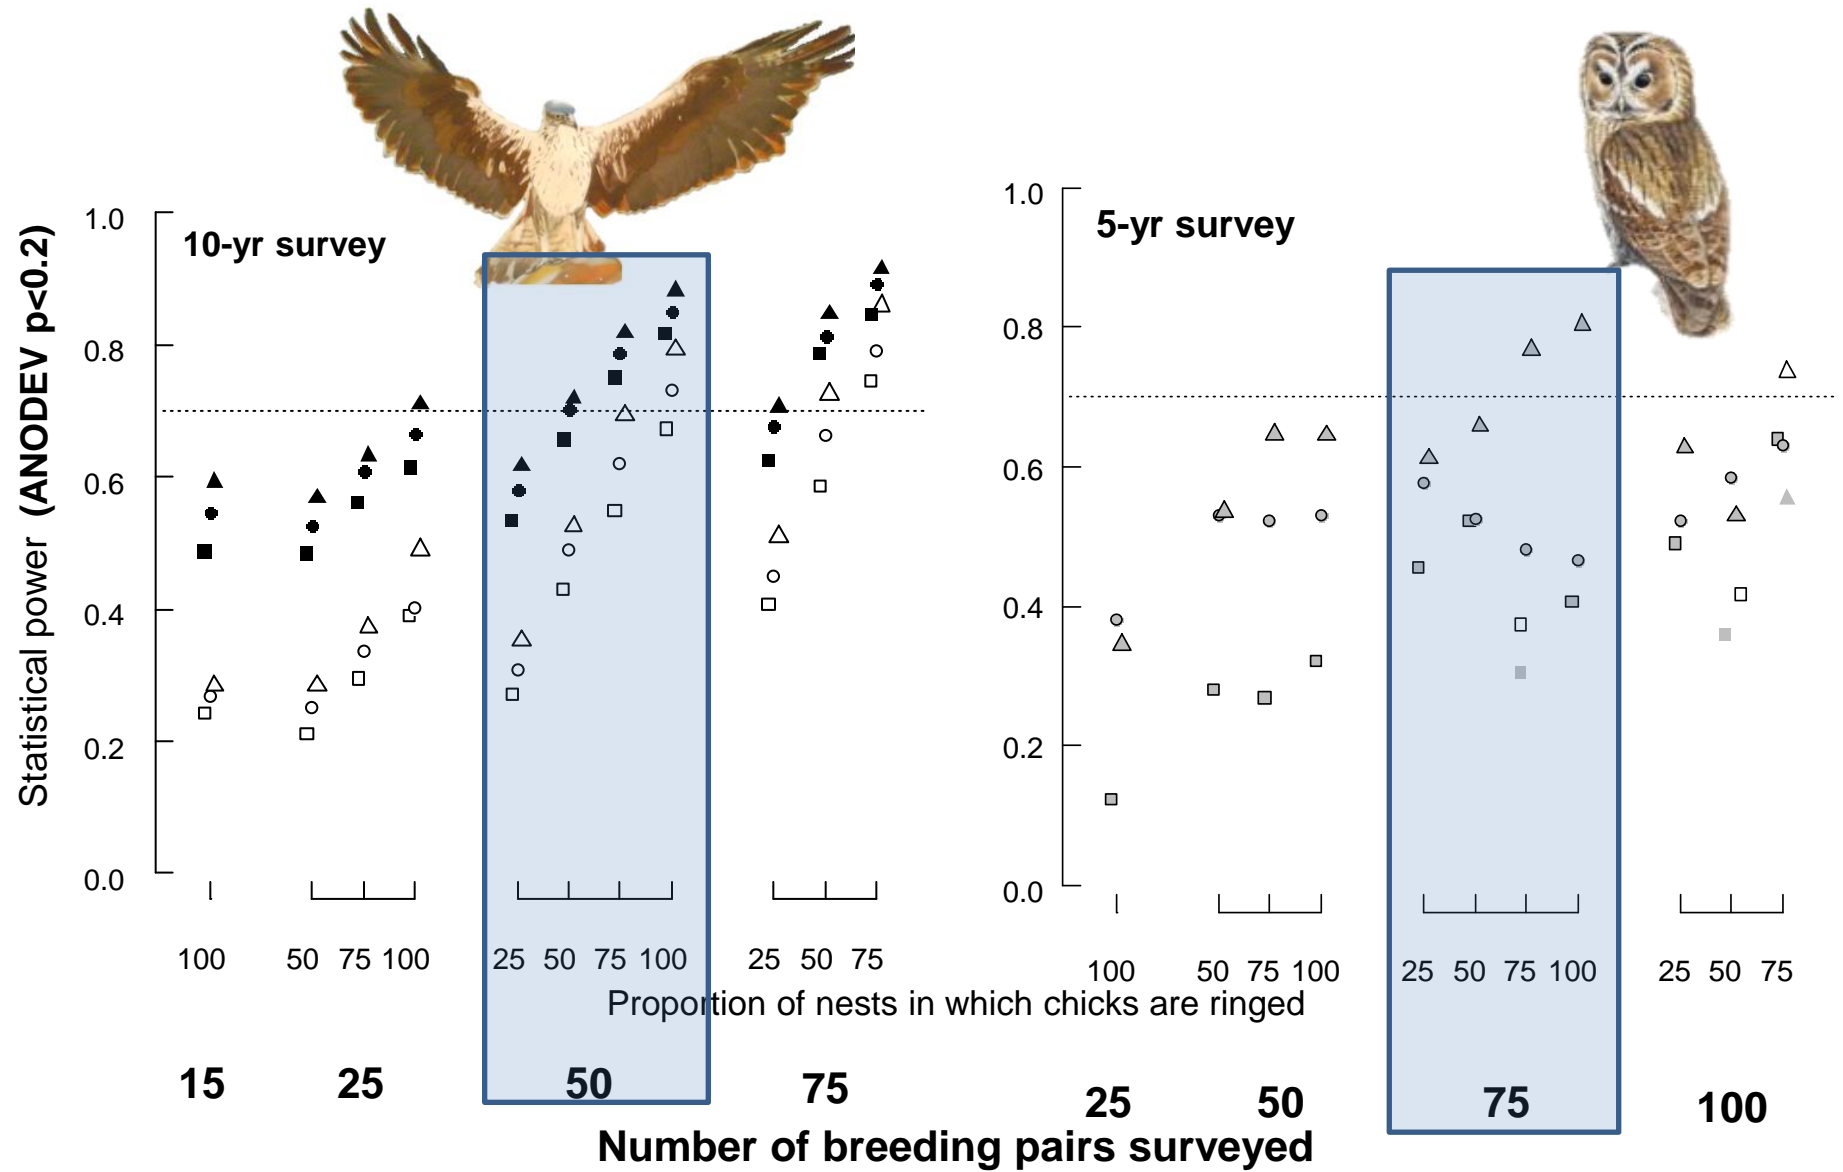 Statistical power (ANODEV p<0.2)
1.0
0.8
0.6
0.4
0.2
0.0
10-yr survey
100
50 75 100
25 50 75 100
25 50 75
15
25
50
75
1.0
0.8
0.6
0.4
0.2
0.0
5-yr survey
100
50 75 100
25 50 75 100
25 50 75
Proportion of nests in which chicks are ringed
25
50
75
100
Number of breeding pairs surveyed